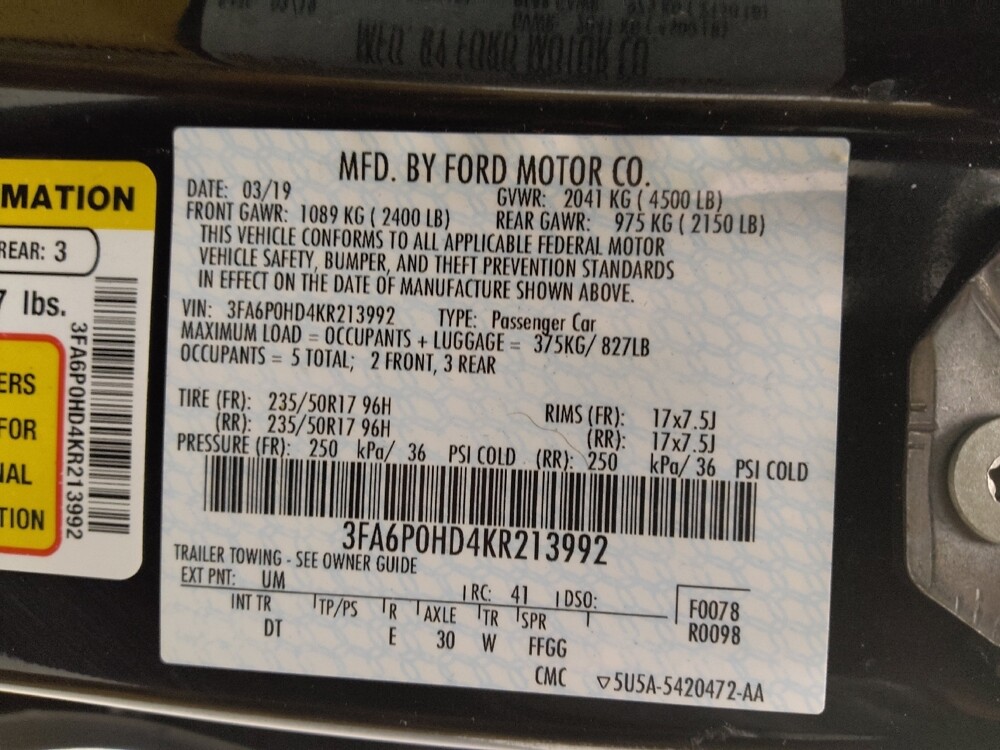 MFD. BY FORD MOTOR CO.
DATE: 03/19 GVWR: 2041 KG ( 4500 LB)
FRONT GAWR: 1089 KG ( 2400 LB) REAR GAWR: 975 KG ( 2150 LB)
THIS VEHICLE CONFORMS TO ALL APPLICABLE FEDERAL MOTOR
VEHICLE SAFETY, BUMPER, AND THEFT PREVENTION STANDARDS
IN EFFECT ON THE DATE OF MANUFACTURE SHOWN ABOVE.
VIN: 3FA6P0HD4KR213992 TYPE: Passenger Car
MAXIMUM LOAD = OCCUPANTS + LUGGAGE = 375KG/ 827LB
OCCUPANTS = 5 TOTAL; 2 FRONT, 3 REAR
TIRE (FR): 235/50R17 96H RIMS (FR): 17x7.5J
(RR): 235/50R17 96H (RR): 17x7.5J
PRESSURE (FR): 250 kPa/ 36 PSI COLD (RR): 250 kPa/ 36 PSI COLD
3FA6P0HD4KR213992
TRAILER TOWING - SEE OWNER GUIDE
EXT PNT: UM RC: 41 DSO:
INT TR TP/PS R AXLE TR SPR
DT E 30 W FFGG
F0078
R0098
CMC ▽5U5A-5420472-AA
MATION
REAR: 3
7 lbs.
ERS
FOR
NAL
TION
3FA6P0HD4KR213992
MFD. BY FORD MOTOR CO.